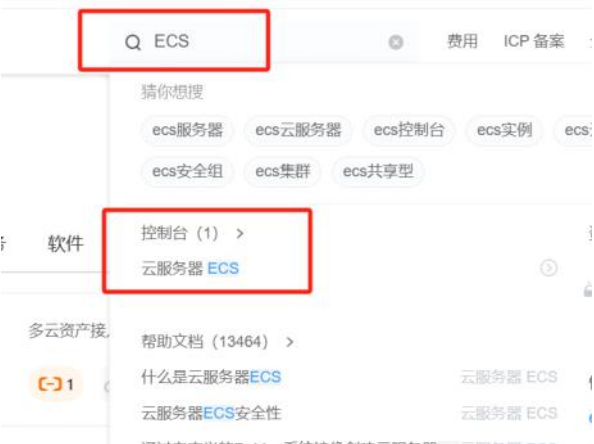 ECS 费用 ICP 备案
猜你想搜
ecs服务器 ecs云服务器 ecs控制台 ecs实例 ecs
ecs安全组 ecs集群 ecs共享型
控制台（1） >
软件
云服务器 ECS
多云资产接
帮助文档（13464） >
1
什么是云服务器ECS 云服务器 ECS
云服务器ECS安全性 云服务器 ECS